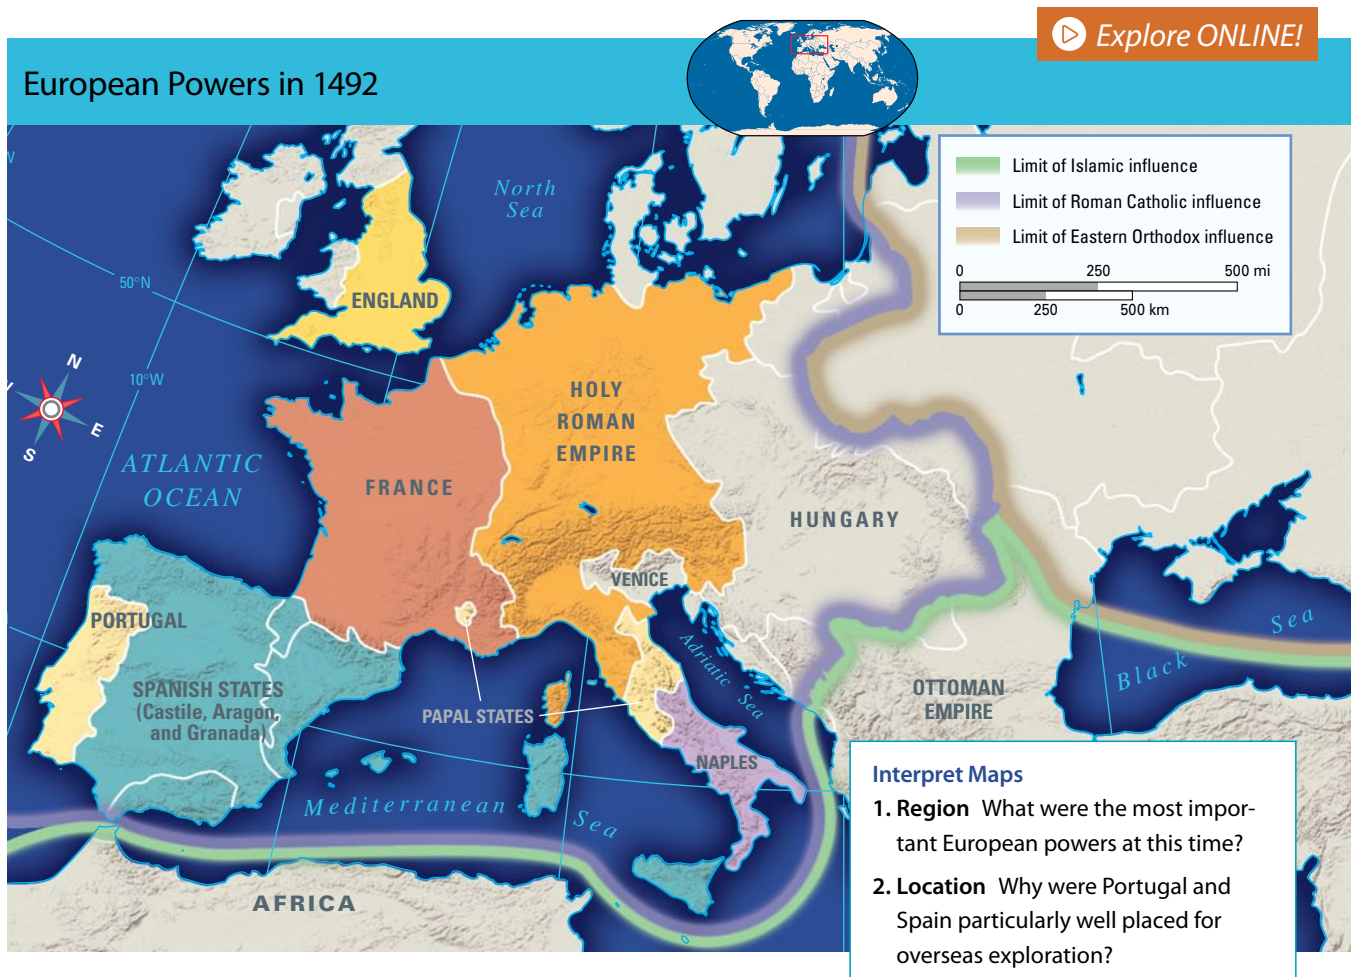 Explore ONLINE!
European Powers in 1492
Limit of Islamic influence
Limit of Roman Catholic influence
Limit of Eastern Orthodox influence
0 250 500 mi
0 250 500 km
North
Sea
50°N
ENGLAND
10°W
N
E
S
W
HOLY
ROMAN
EMPIRE
ATLANTIC
OCEAN
FRANCE
HUNGARY
VENICE
PORTUGAL
Adriatic Sea
Black Sea
SPANISH STATES
(Castile, Aragon,
and Granada)
PAPAL STATES
OTTOMAN
EMPIRE
NAPLES
Mediterranean Sea
AFRICA
Interpret Maps
1. Region What were the most impor-
tant European powers at this time?
2. Location Why were Portugal and
Spain particularly well placed for
overseas exploration?